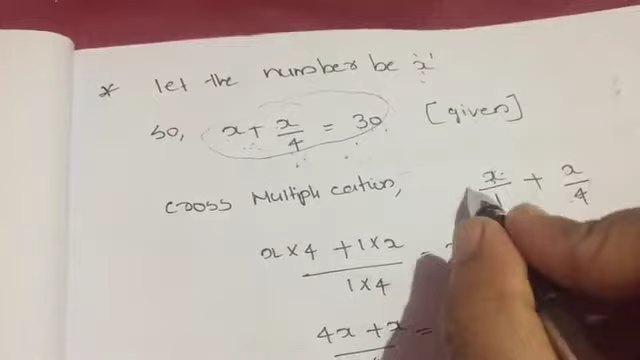 * let the number be 'x'
so, x + x/4 = 30 [given]
cross Multiplication, x/1 + x/4
x×4 + 1×x / 1×4 =
4x + x =